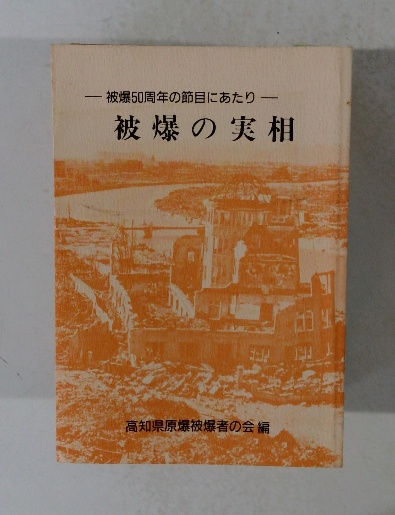 ― 被爆50周年の節目にあたり ―
被爆の実相
高知県原爆被爆者の会編